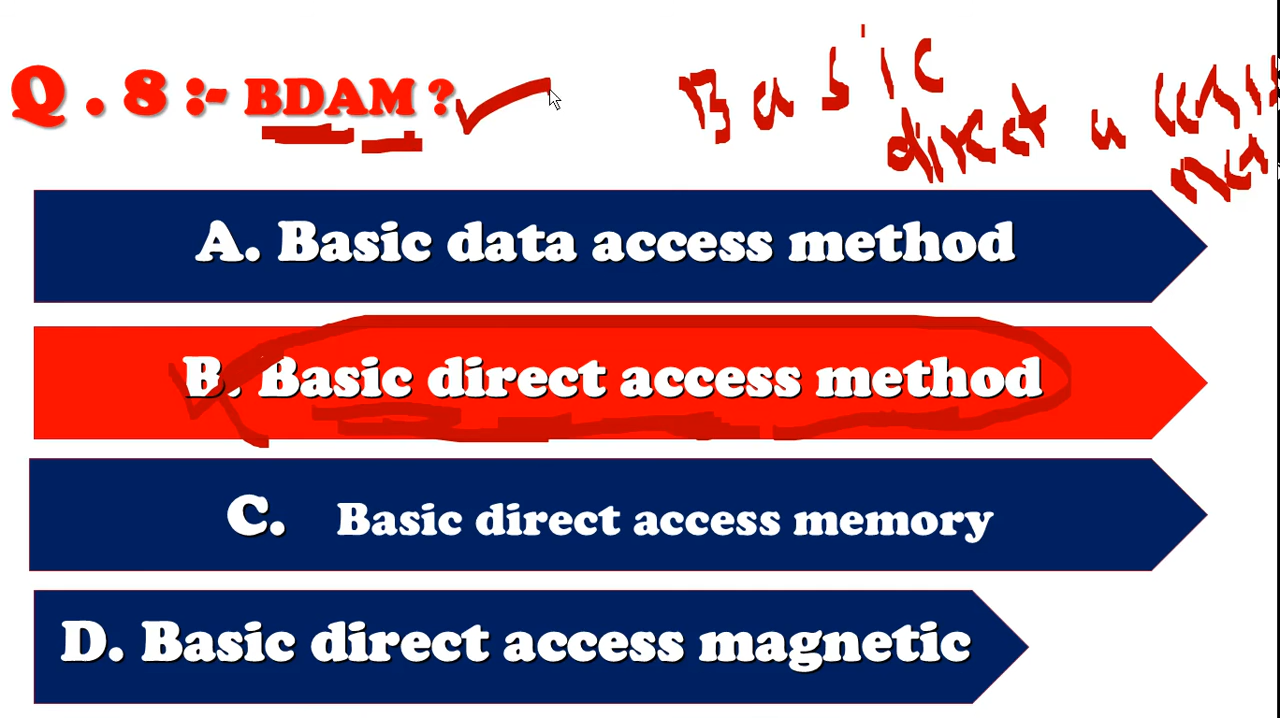 Q . 8 :- BDAM ?
Basic
direct access
A. Basic data access method
B. Basic direct access method
C. Basic direct access memory
D. Basic direct access magnetic